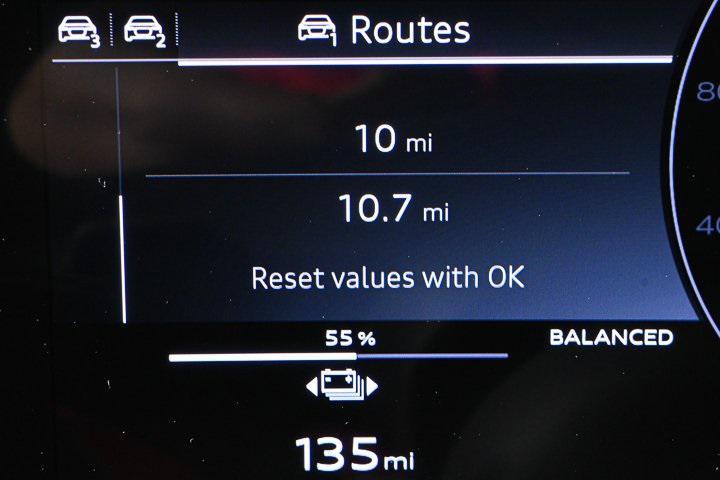 3 2 1 Routes
10 mi
10.7 mi
Reset values with OK
55 % BALANCED
135 mi